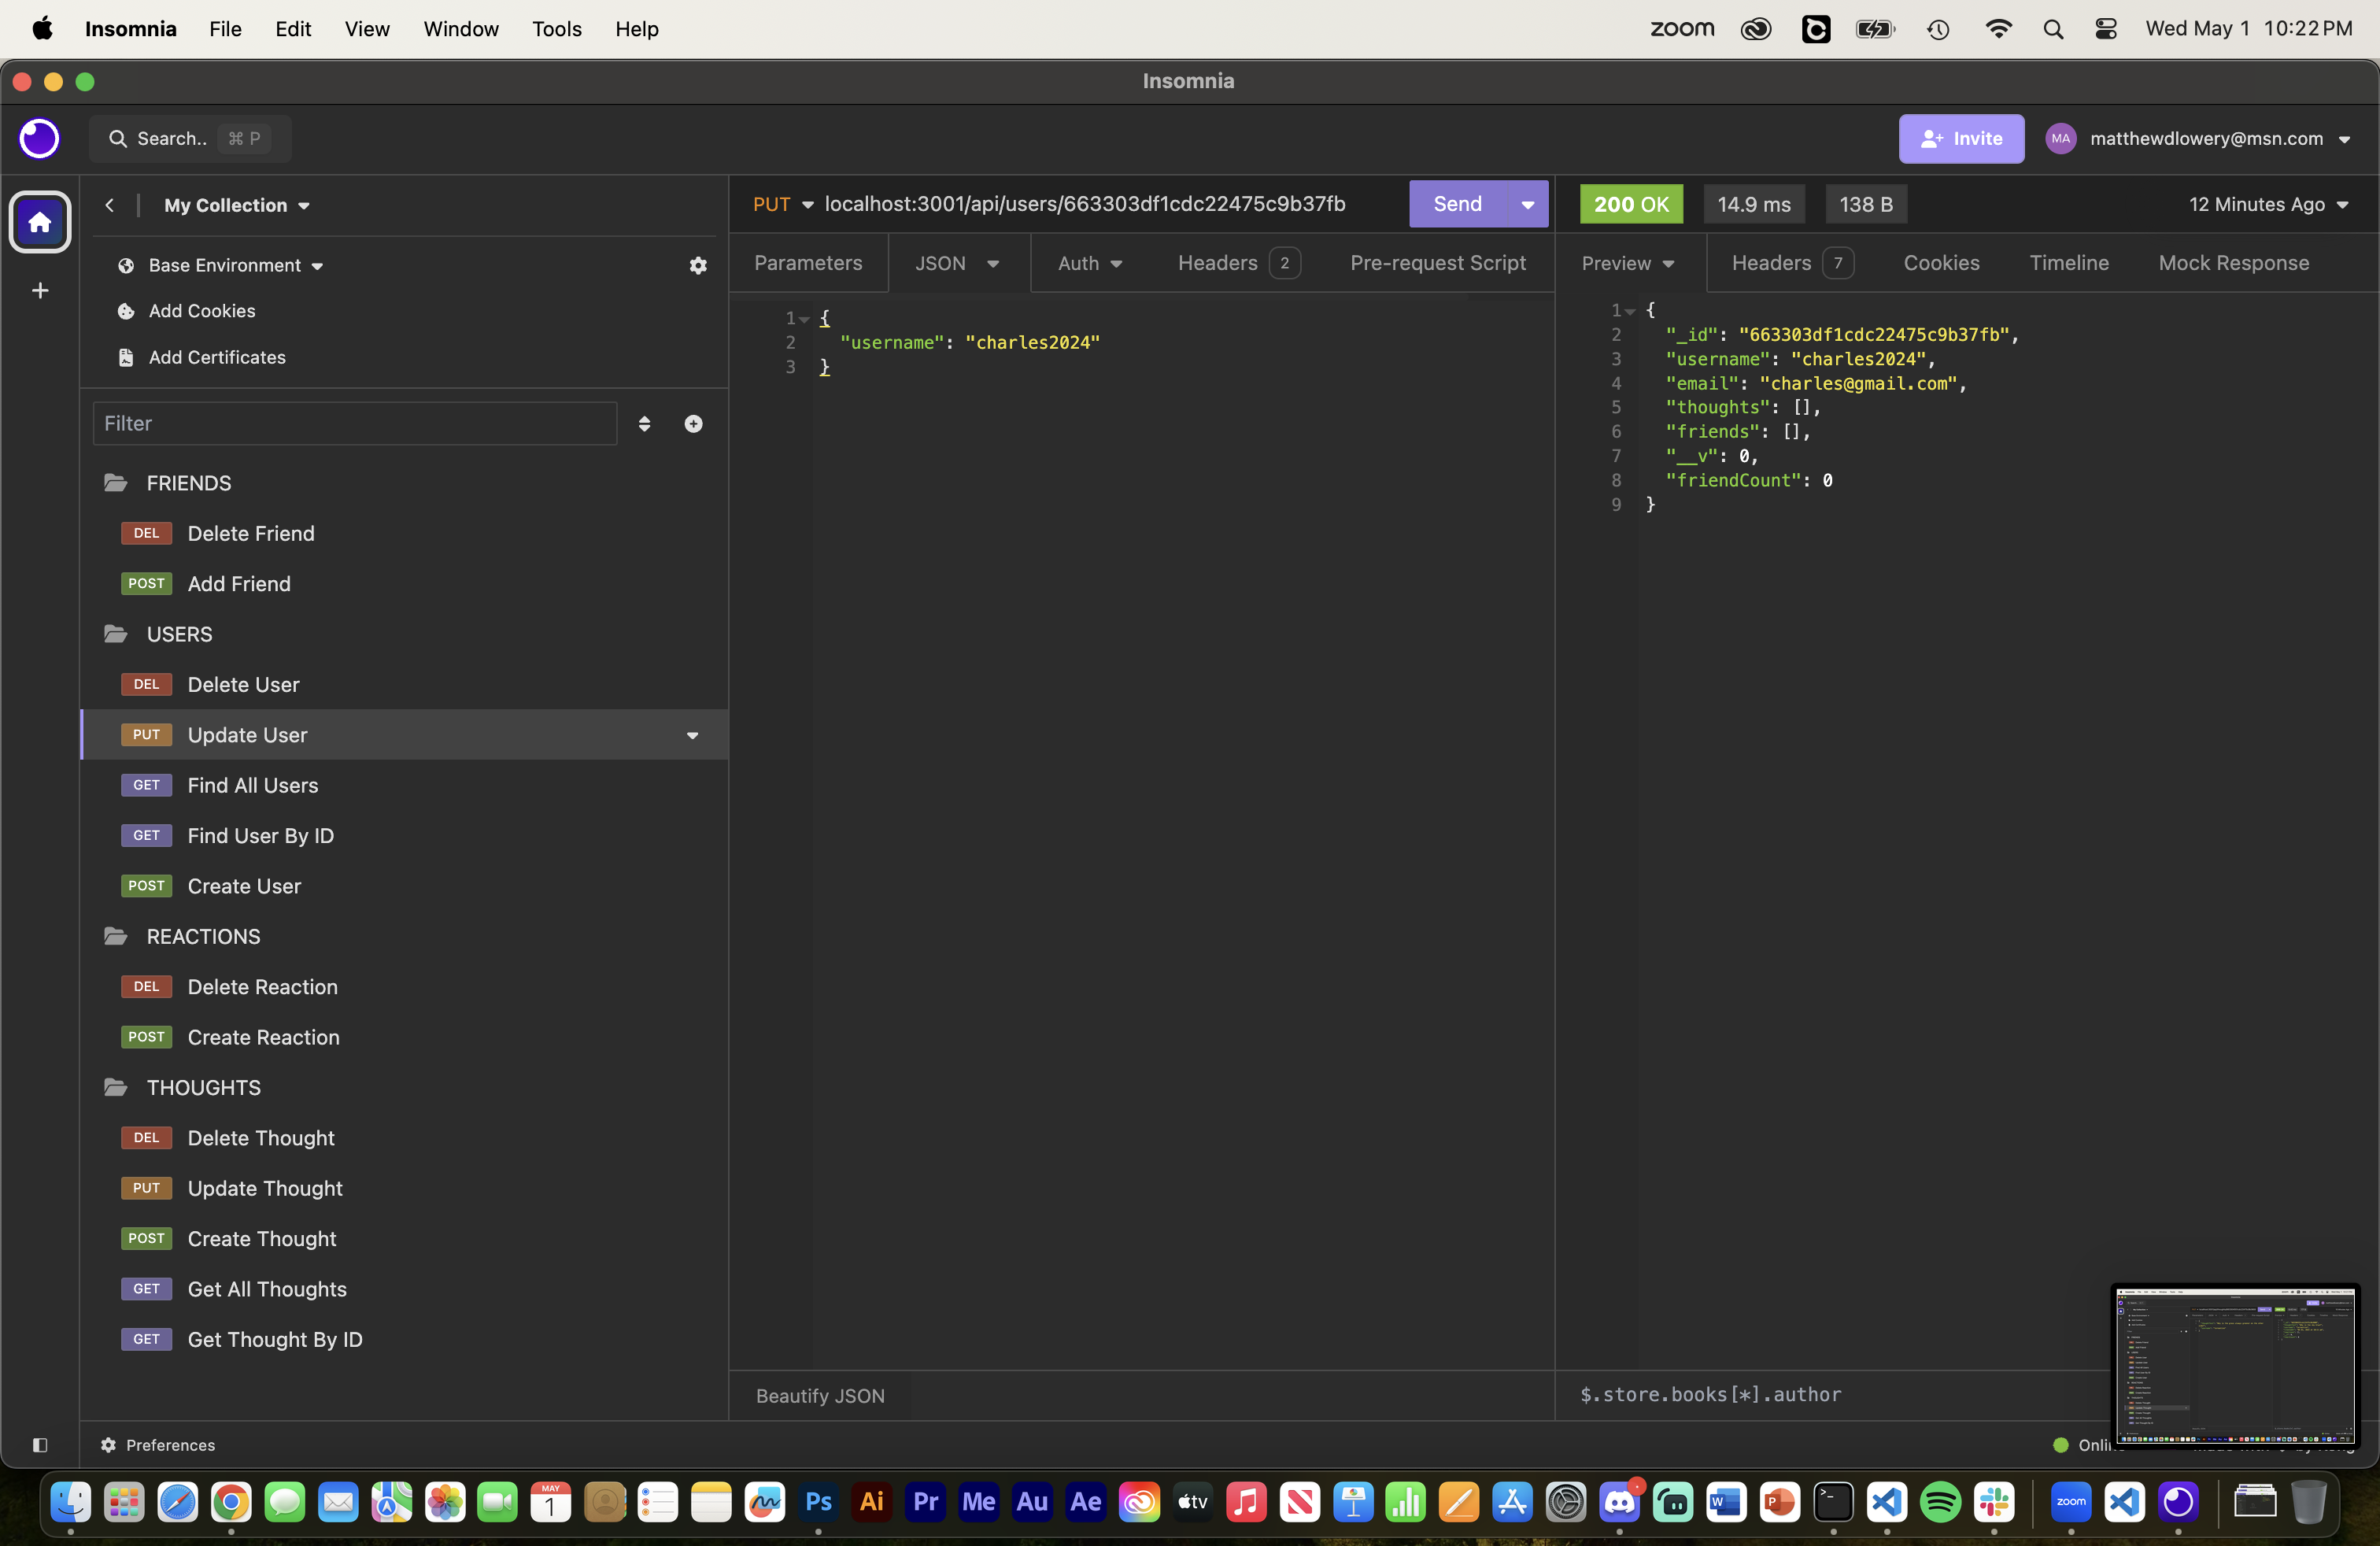 Insomnia File Edit View Window Tools Help zoom Wed May 1 10:22 PM
Insomnia
Search.. ⌘ P Invite MA matthewdlowery@msn.com
My Collection
Base Environment
Add Cookies
Add Certificates
Filter
FRIENDS
DEL Delete Friend
POST Add Friend
USERS
DEL Delete User
PUT Update User
GET Find All Users
GET Find User By ID
POST Create User
REACTIONS
DEL Delete Reaction
POST Create Reaction
THOUGHTS
DEL Delete Thought
PUT Update Thought
POST Create Thought
GET Get All Thoughts
GET Get Thought By ID
Preferences
PUT localhost:3001/api/users/663303df1cdc22475c9b37fb Send
Parameters JSON Auth Headers 2 Pre-request Script
1 {
2 "username": "charles2024"
3 }
Beautify JSON
200 OK 14.9 ms 138 B 12 Minutes Ago
Preview Headers 7 Cookies Timeline Mock Response
1 {
2 "_id": "663303df1cdc22475c9b37fb",
3 "username": "charles2024",
4 "email": "charles@gmail.com",
5 "thoughts": [],
6 "friends": [],
7 "__v": 0,
8 "friendCount": 0
9 }
$.store.books[*].author
MAY
1
Ps Ai Pr Me Au Ae tv W P zoom